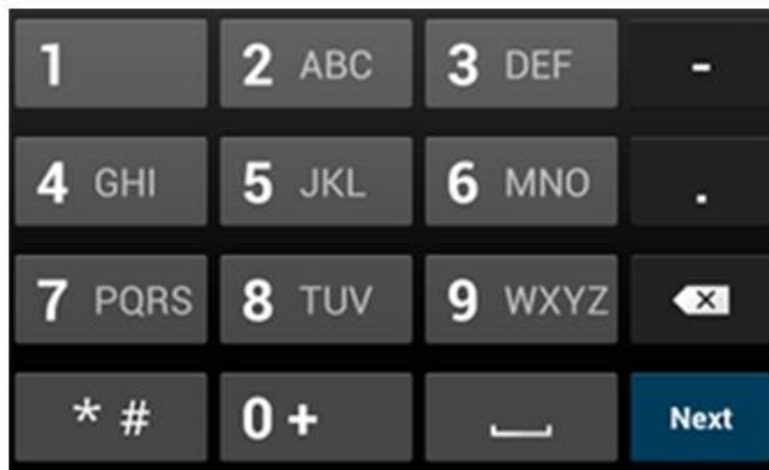 1 2 ABC 3 DEF -
4 GHI 5 JKL 6 MNO .
7 PQRS 8 TUV 9 WXYZ
* # 0 + Next